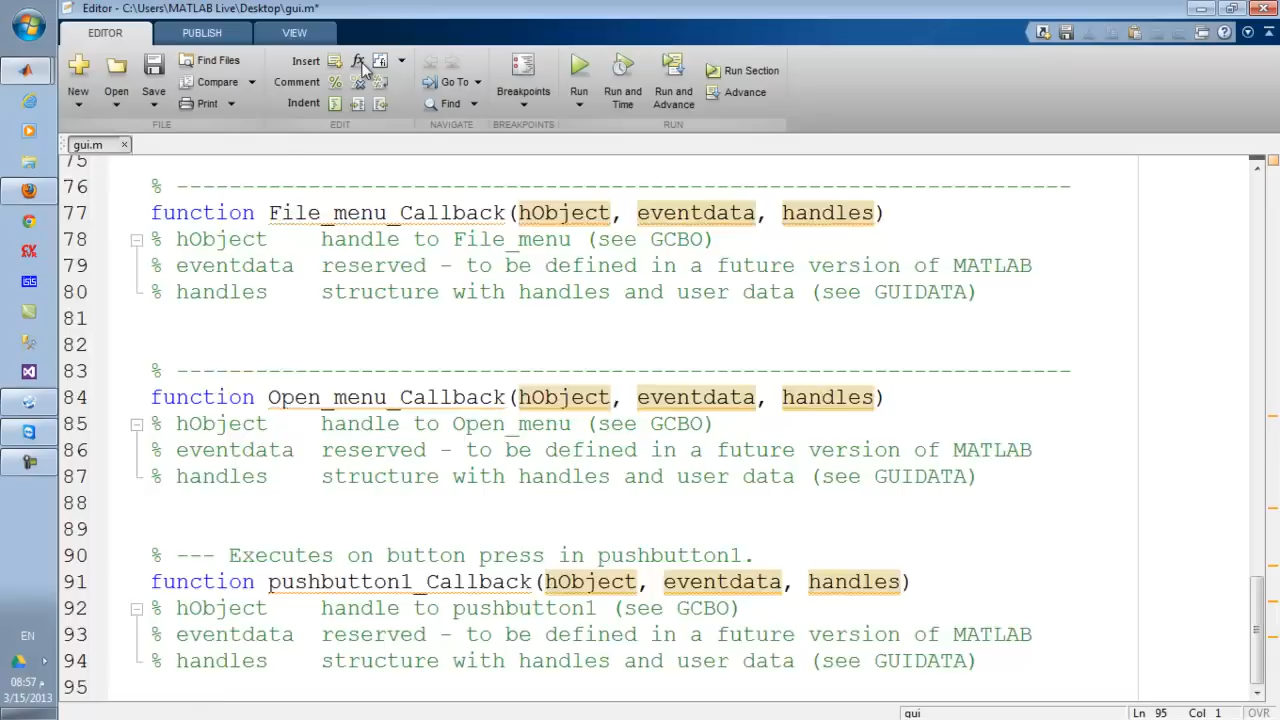 Editor - C:\Users\MATLAB Live\Desktop\gui.m*
EDITOR PUBLISH VIEW
New Open Save Find Files Compare Print
Insert Comment Indent
Go To Find
Breakpoints
Run Run and Time Run and Advance Run Section Advance
FILE EDIT NAVIGATE BREAKPOINTS RUN
gui.m ×
75
76 % --------------------------------------------------------------------
77 function File_menu_Callback(hObject, eventdata, handles)
78 % hObject    handle to File_menu (see GCBO)
79 % eventdata  reserved - to be defined in a future version of MATLAB
80 % handles    structure with handles and user data (see GUIDATA)
81
82
83 % --------------------------------------------------------------------
84 function Open_menu_Callback(hObject, eventdata, handles)
85 % hObject    handle to Open_menu (see GCBO)
86 % eventdata  reserved - to be defined in a future version of MATLAB
87 % handles    structure with handles and user data (see GUIDATA)
88
89
90 % --- Executes on button press in pushbutton1.
91 function pushbutton1_Callback(hObject, eventdata, handles)
92 % hObject    handle to pushbutton1 (see GCBO)
93 % eventdata  reserved - to be defined in a future version of MATLAB
94 % handles    structure with handles and user data (see GUIDATA)
95
EN
08:57 م
3/15/2013
gui Ln 95 Col 1 OVR